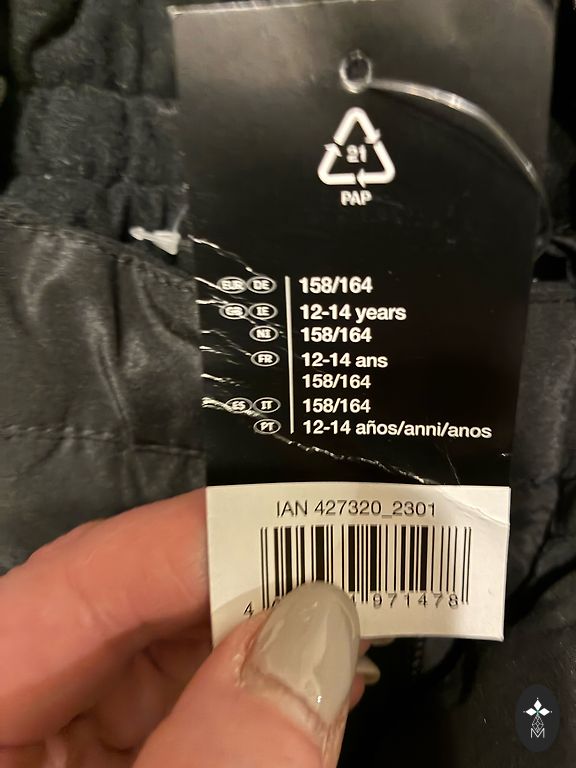 21
PAP
EUR DE 158/164
GB IE 12-14 years
NI 158/164
FR 12-14 ans
158/164
ES IT 158/164
PT 12-14 años/anni/anos
IAN 427320_2301
4 971478
M